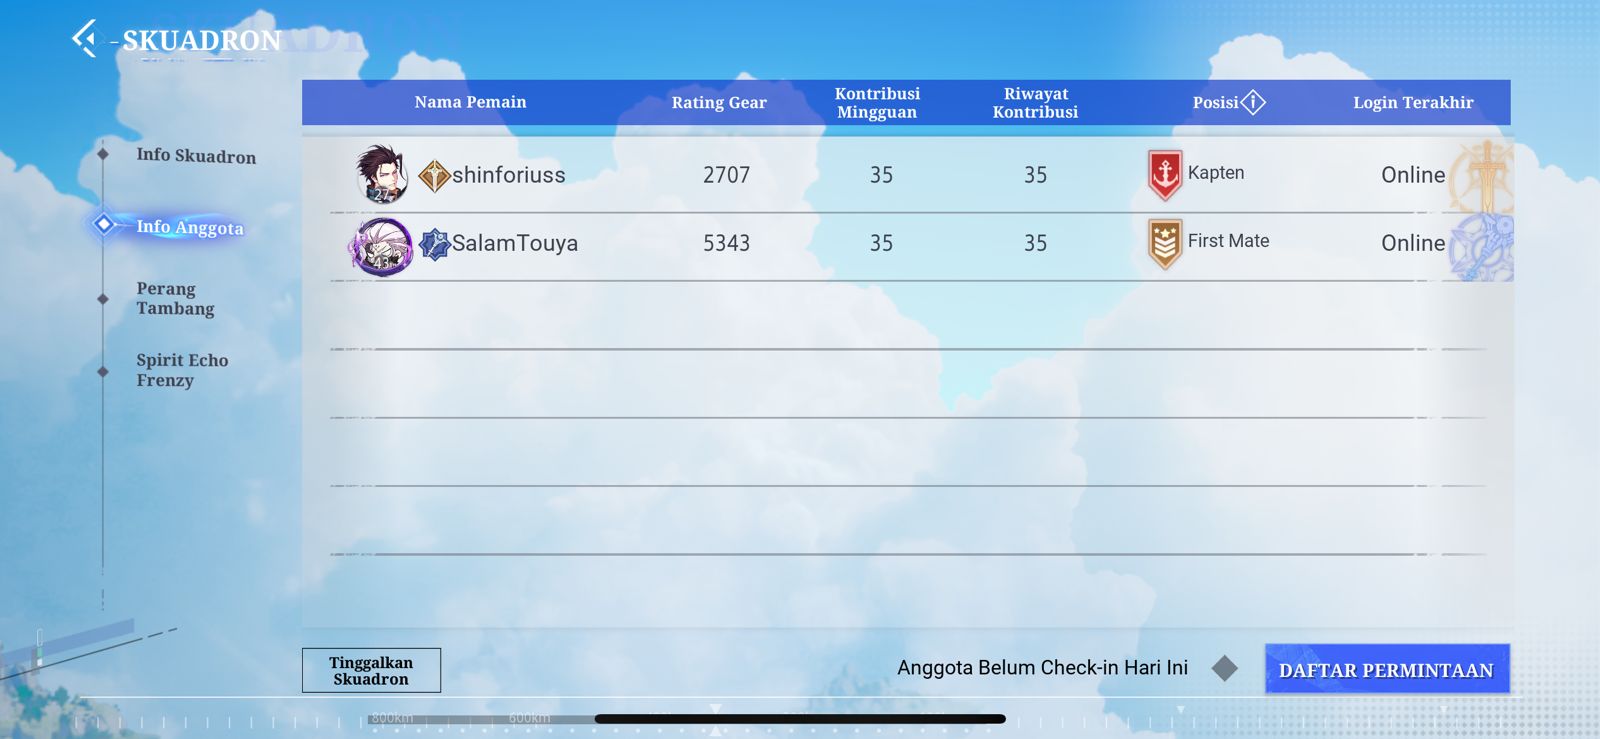 SKUADRON
Nama Pemain
Rating Gear
Kontribusi
Mingguan
Riwayat
Kontribusi
Posisi
Login Terakhir
Info Skuadron
Info Anggota
Perang
Tambang
Spirit Echo
Frenzy
27
shinforiuss
2707
35
35
Kapten
Online
43
SalamTouya
5343
35
35
First Mate
Online
Tinggalkan
Skuadron
Anggota Belum Check-in Hari Ini
DAFTAR PERMINTAAN
800km
600km